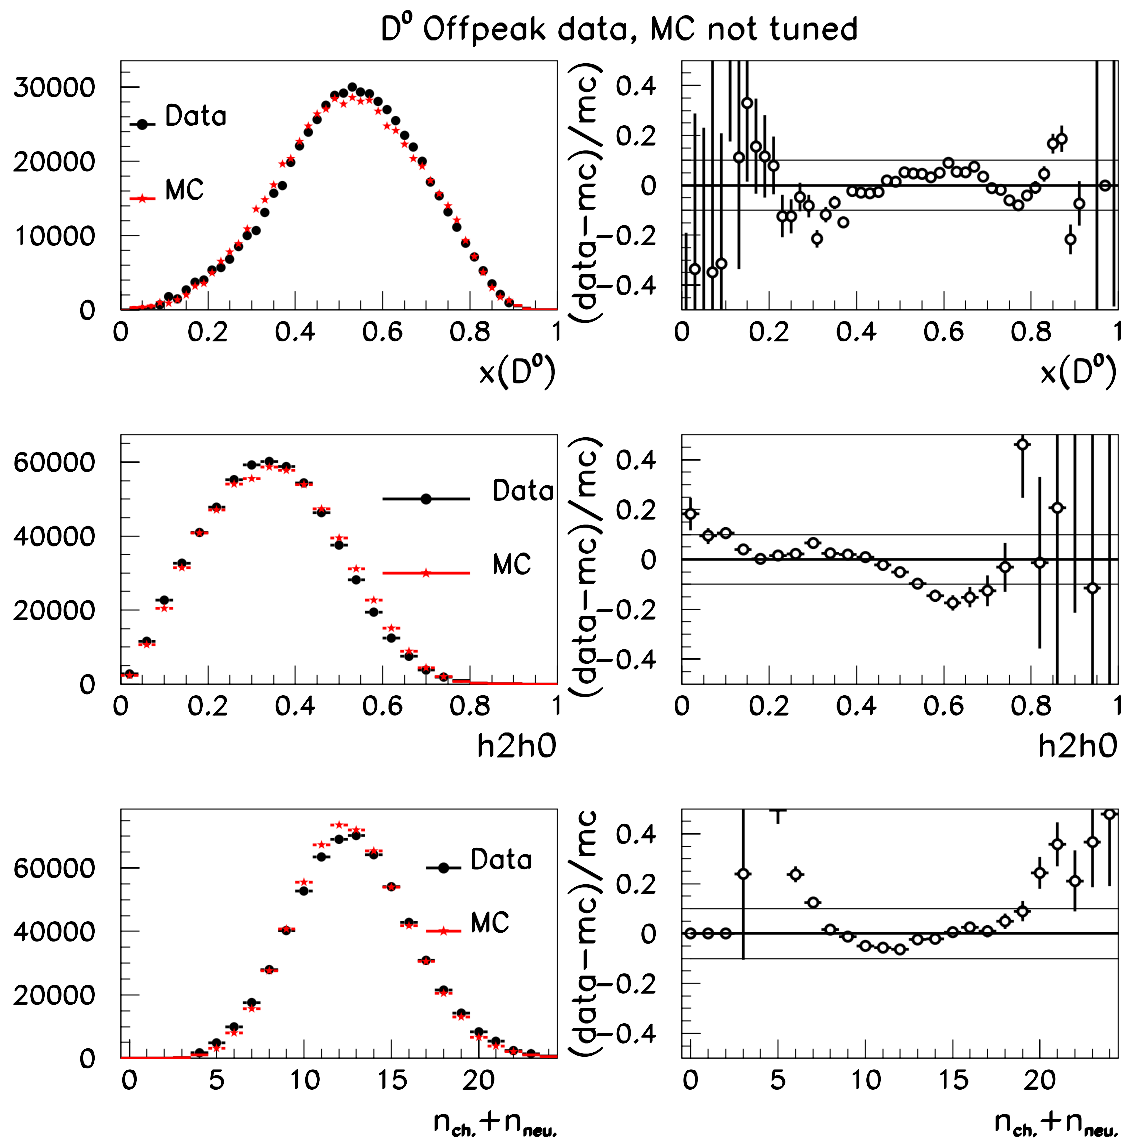 D⁰ Offpeak data, MC not tuned
30000
20000
10000
0
Data
MC
0 0.2 0.4 0.6 0.8 1
x(D⁰)
(data−mc)/mc
0.4
0.2
0
−0.2
−0.4
0 0.2 0.4 0.6 0.8 1
x(D⁰)
60000
40000
20000
0
Data
MC
0 0.2 0.4 0.6 0.8 1
h2h0
(data−mc)/mc
0.4
0.2
0
−0.2
−0.4
0 0.2 0.4 0.6 0.8 1
h2h0
60000
40000
20000
0
Data
MC
0 5 10 15 20
n_ch.+n_neu.
(data−mc)/mc
0.4
0.2
0
−0.2
−0.4
0 5 10 15 20
n_ch.+n_neu.